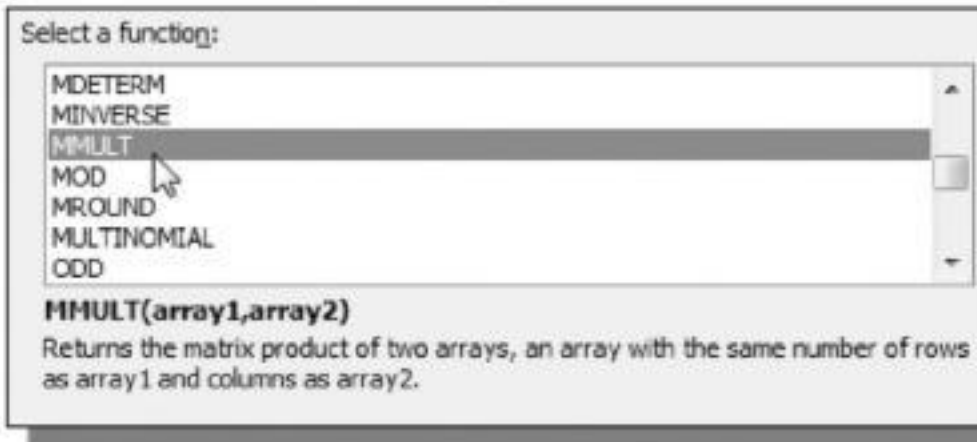 Select a function:
MDETERM
MINVERSE
MMULT
MOD
MROUND
MULTINOMIAL
ODD
MMULT(array1,array2)
Returns the matrix product of two arrays, an array with the same number of rows
as array1 and columns as array2.